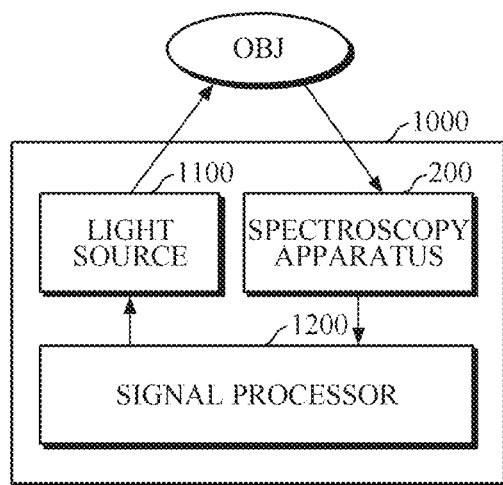 OBJ
1000
1100
200
LIGHT
SOURCE
SPECTROSCOPY
APPARATUS
1200
SIGNAL PROCESSOR